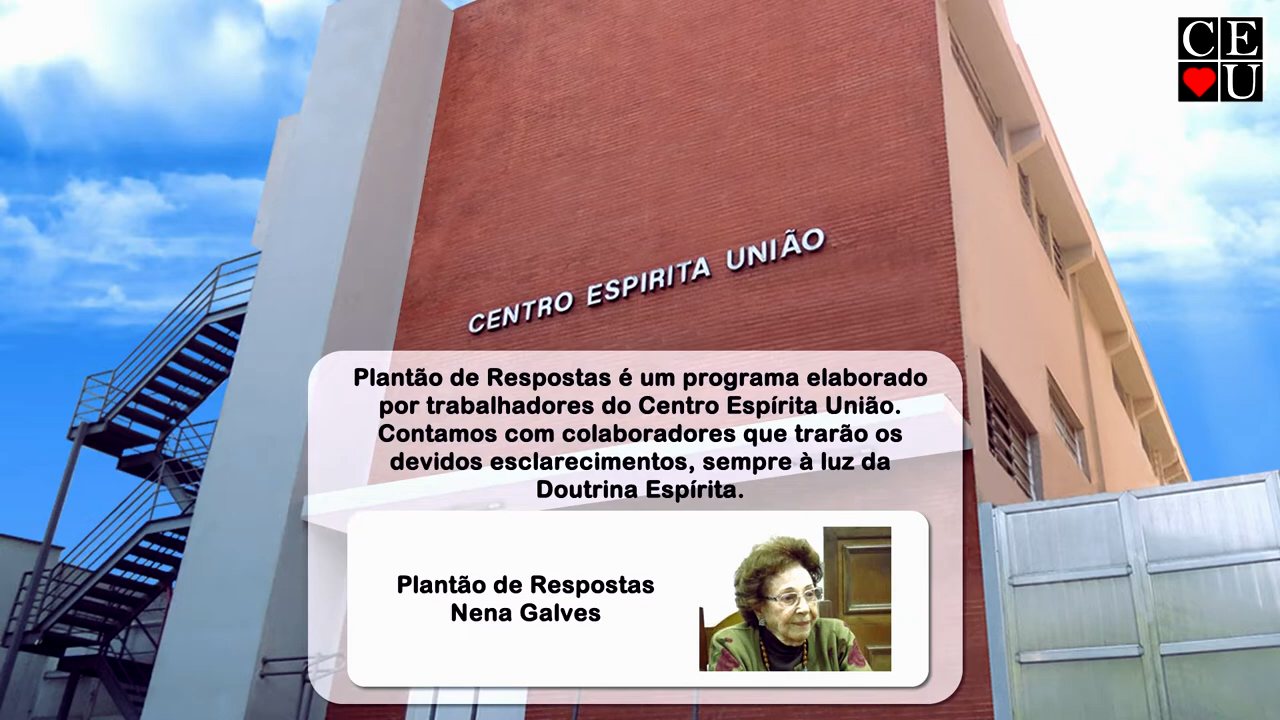 CE
U
CENTRO ESPIRITA UNIÃO
Plantão de Respostas é um programa elaborado
por trabalhadores do Centro Espírita União.
Contamos com colaboradores que trarão os
devidos esclarecimentos, sempre à luz da
Doutrina Espírita.
Plantão de Respostas
Nena Galves